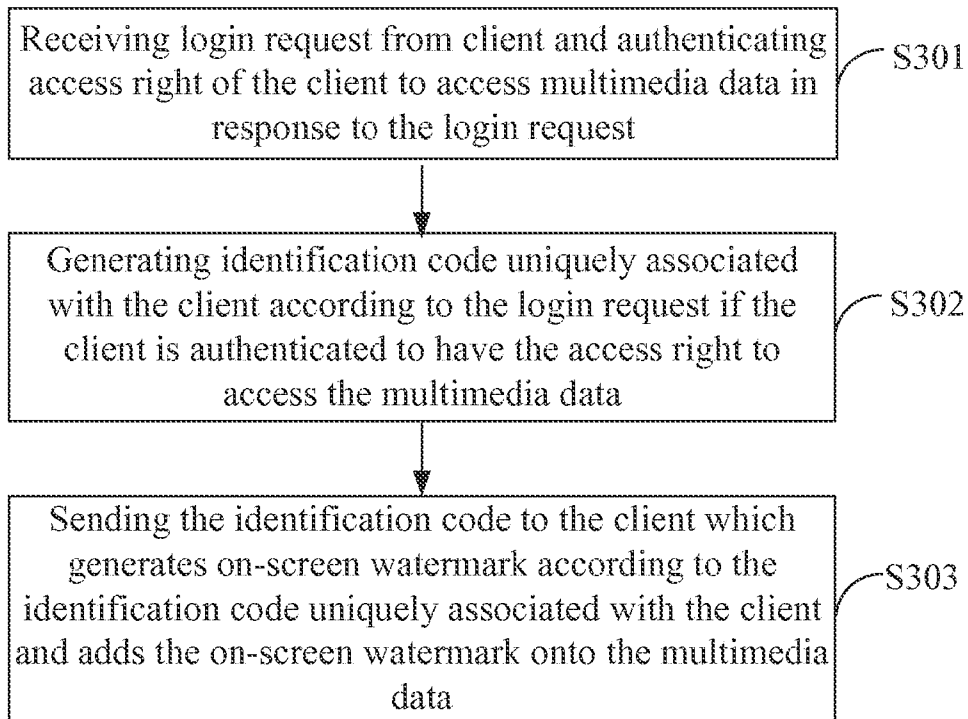 Receiving login request from client and authenticating
access right of the client to access multimedia data in
response to the login request
S301
Generating identification code uniquely associated
with the client according to the login request if the
client is authenticated to have the access right to
access the multimedia data
S302
Sending the identification code to the client which
generates on-screen watermark according to the
identification code uniquely associated with the client
and adds the on-screen watermark onto the multimedia
data
S303